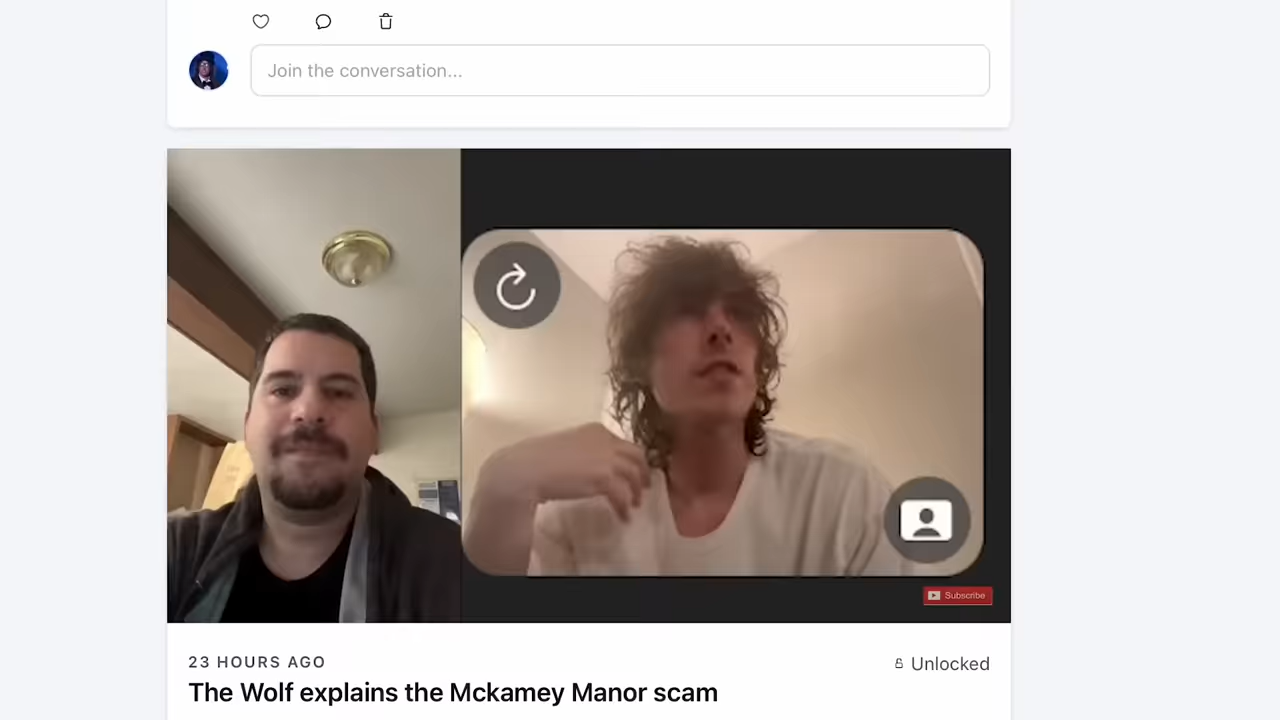 Join the conversation...
Subscribe
23 HOURS AGO
Unlocked
The Wolf explains the Mckamey Manor scam